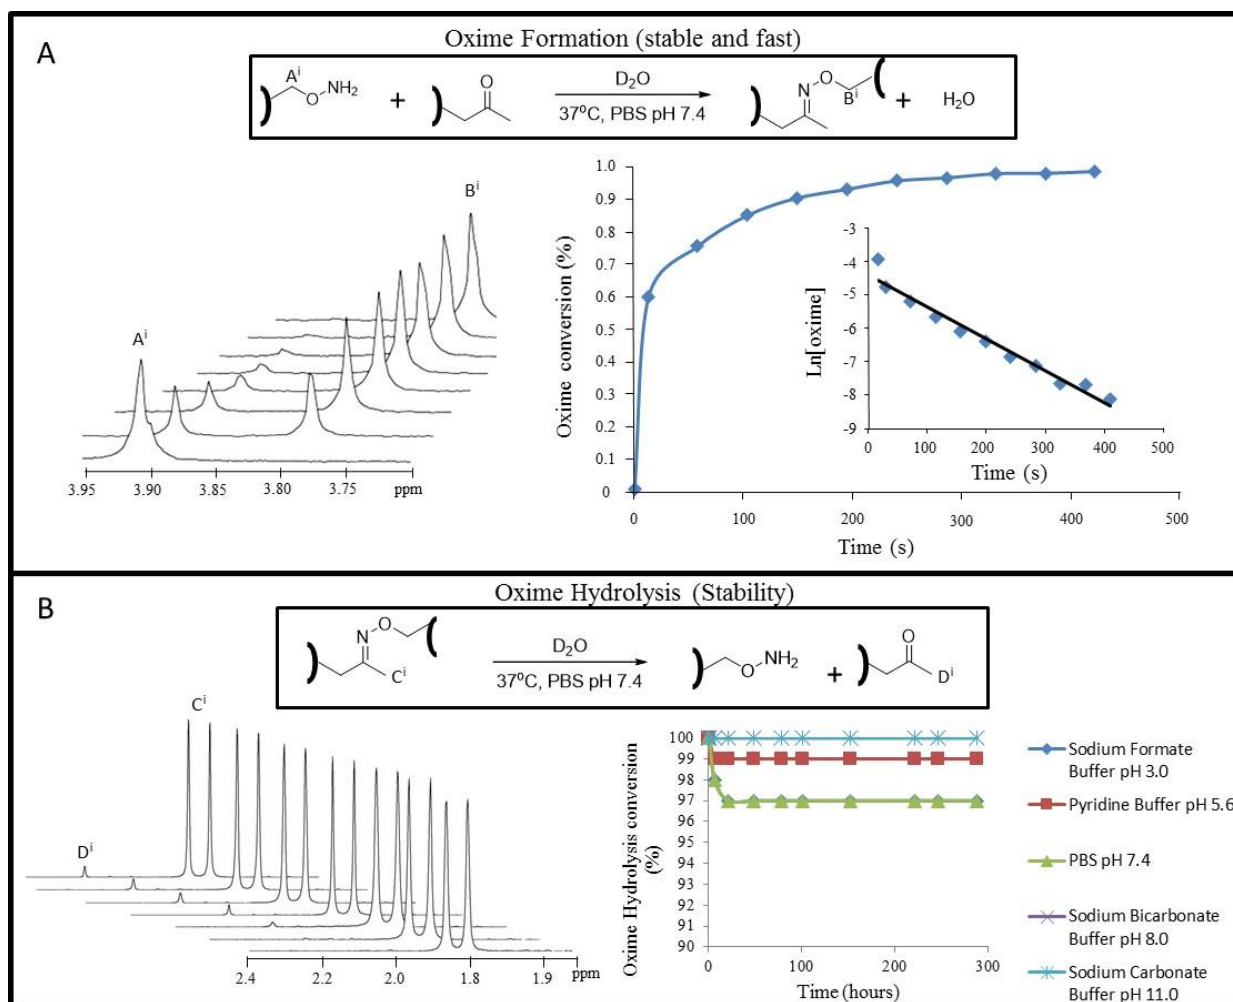 A
Oxime Formation (stable and fast)
Aⁱ
O
NH₂
+
O
D₂O
37⁰C, PBS pH 7.4
N
O
Bⁱ
+
H₂O
Aⁱ
Bⁱ
3.95
3.90
3.85
3.80
3.75
ppm
Oxime conversion (%)
1.0
0.9
0.8
0.7
0.6
0.5
0.4
0.3
0.2
0.1
0
0
100
200
300
400
500
Time (s)
Ln[oxime]
-3
-4
-5
-6
-7
-8
-9
0
100
200
300
400
500
Time (s)
B
Oxime Hydrolysis (Stability)
N
O
Cⁱ
D₂O
37⁰C, PBS pH 7.4
O
NH₂
+
O
Dⁱ
Cⁱ
Dⁱ
2.4
2.2
2.0
1.8
1.9
ppm
Oxime Hydrolysis conversion
(%)
100
99
98
97
96
95
94
93
92
91
90
0
100
200
300
Time (hours)
Sodium Formate
Buffer pH 3.0
Pyridine Buffer pH 5.6
PBS pH 7.4
Sodium Bicarbonate
Buffer pH 8.0
Sodium Carbonate
Buffer pH 11.0